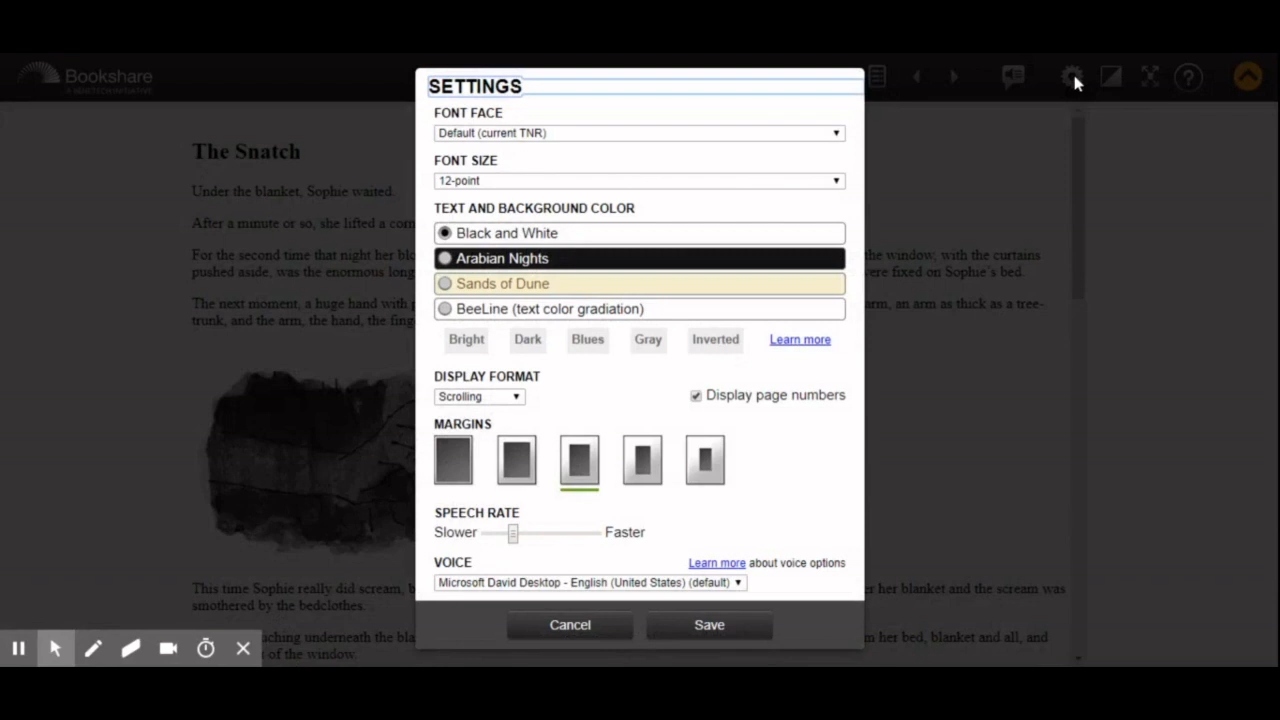 Bookshare
A BENETECH INITIATIVE
SETTINGS
FONT FACE
Default (current TNR)
FONT SIZE
12-point
TEXT AND BACKGROUND COLOR
Black and White
Arabian Nights
Sands of Dune
BeeLine (text color gradiation)
Bright Dark Blues Gray Inverted Learn more
DISPLAY FORMAT
Scrolling Display page numbers
MARGINS
SPEECH RATE
Slower Faster
VOICE Learn more about voice options
Microsoft David Desktop - English (United States) (default)
Cancel Save
The Snatch
Under the blanket, Sophie waited.
After a minute or so, she lifted a
For the second time that night her the window, with the curtains
pushed aside, was the enormous were fixed on Sophie's bed.
The next moment, a huge hand with arm, an arm as thick as a tree-
trunk, and the arm, the hand, the
This time Sophie really did scream, her blanket and the scream was
smothered by the bedclothes.
underneath the her bed, blanket and all, and
of the window.